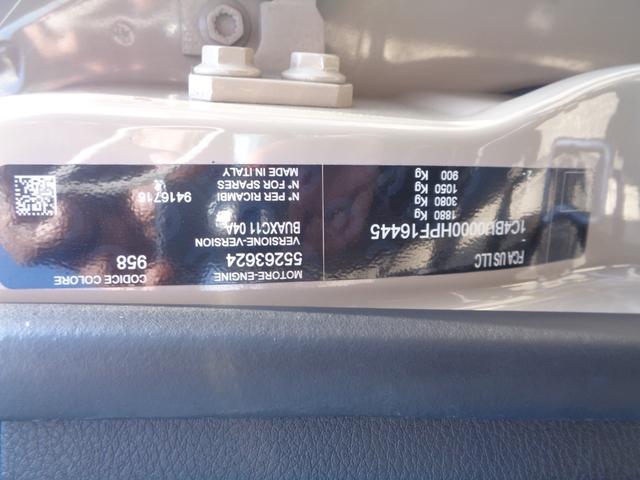 FCA US LLC
1C4BU0000HPF16445
1880 Kg
3080 Kg
1050 Kg
900 Kg
MOTORE-ENGINE
55263624
VERSIONE-VERSION
BUAXC11 04A
N° PER RICAMBI
N° FOR SPARES
MADE IN ITALY
CODICE COLORE
958
9416716